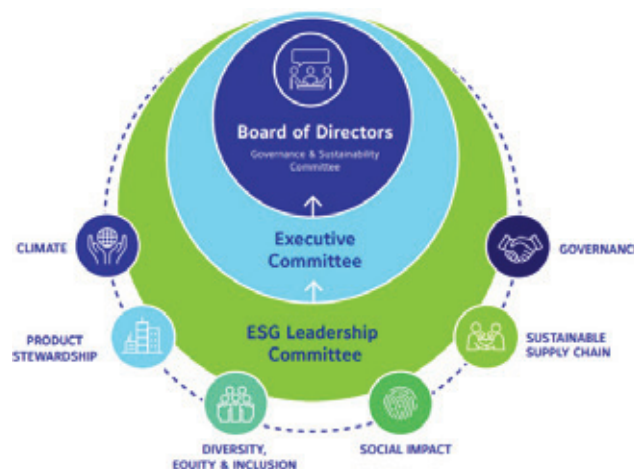 Board of Directors
Governance & Sustainability
Committee
Executive
Committee
ESG Leadership
Committee
CLIMATE
PRODUCT
STEWARDSHIP
DIVERSITY,
EQUITY & INCLUSION
SOCIAL IMPACT
SUSTAINABLE
SUPPLY CHAIN
GOVERNANCE